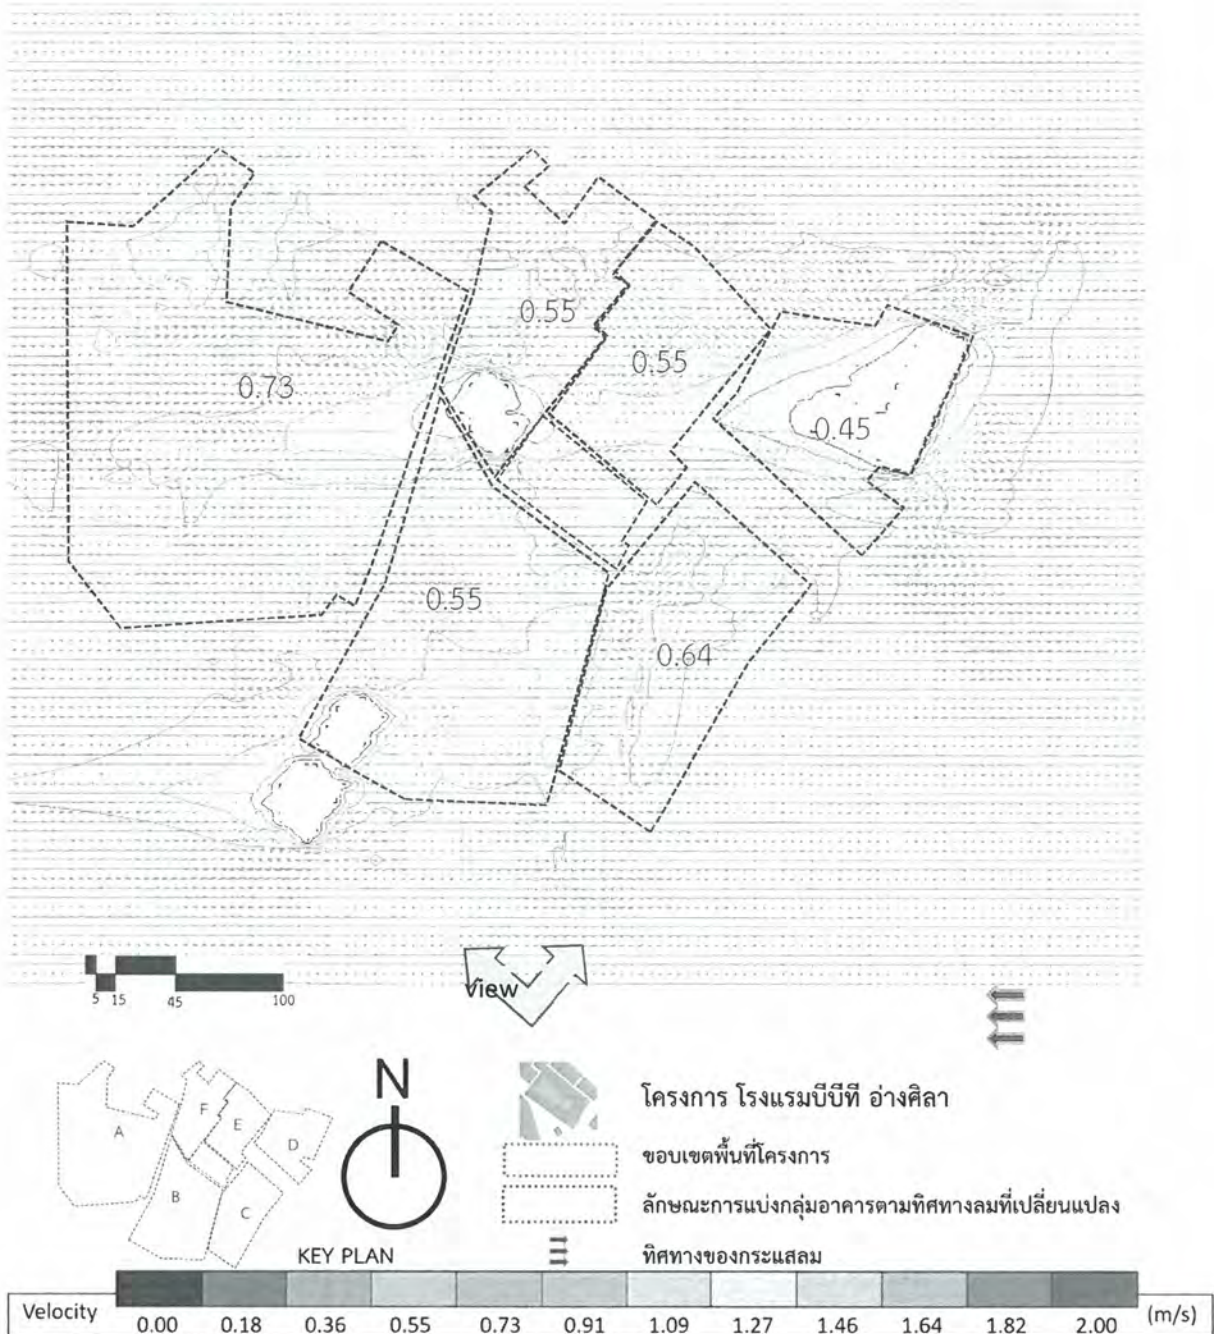 0.55
0.55
0.73
0.45
0.55
0.64
5 15 45 100
view
A
F
E
D
B
C
KEY PLAN
N
โครงการ โรงแรมบีบีที อ่างศิลา
ขอบเขตพื้นที่โครงการ
ลักษณะการแบ่งกลุ่มอาคารตามทิศทางลมที่เปลี่ยนแปลง
ทิศทางของกระแสลม
Velocity 0.00 0.18 0.36 0.55 0.73 0.91 1.09 1.27 1.46 1.64 1.82 2.00 (m/s)